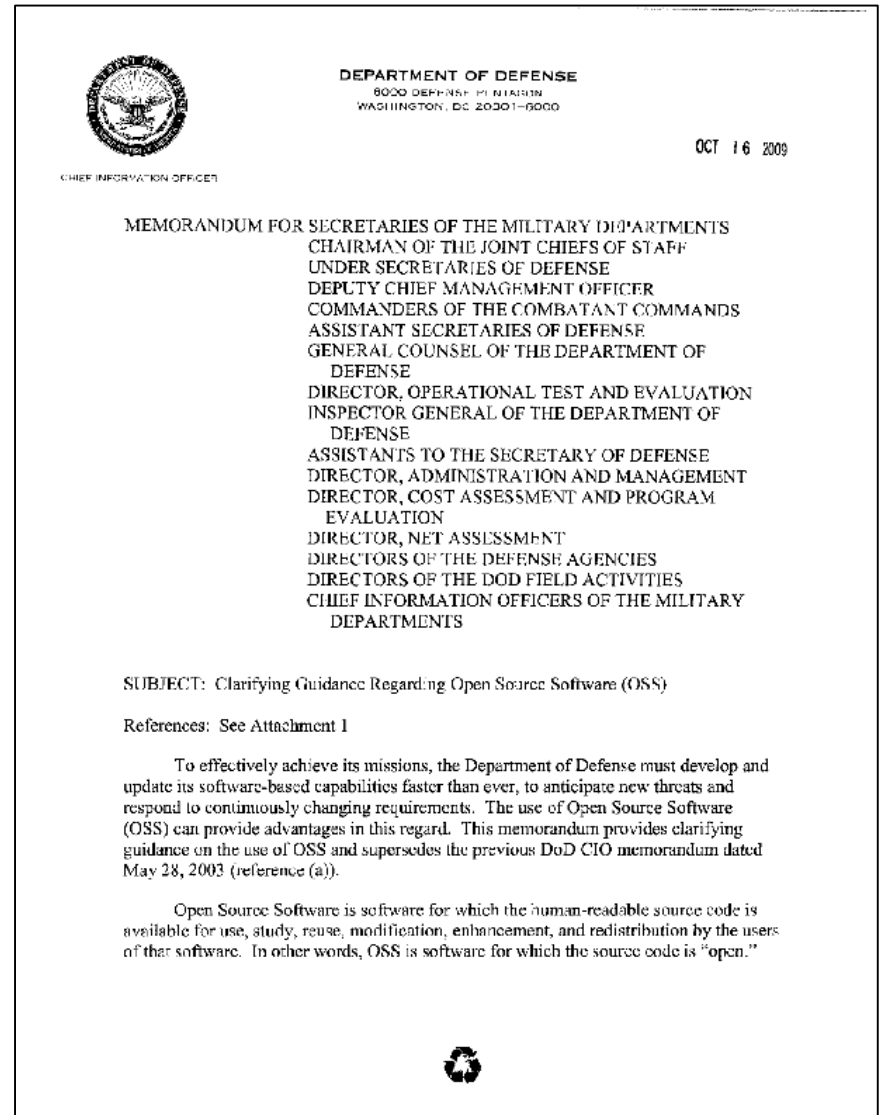 DEPARTMENT OF DEFENSE
6000 DEFENSE PENTAGON
WASHINGTON, DC 20301-6000
OCT 16 2009
CHIEF INFORMATION OFFICER
MEMORANDUM FOR SECRETARIES OF THE MILITARY DEPARTMENTS
CHAIRMAN OF THE JOINT CHIEFS OF STAFF
UNDER SECRETARIES OF DEFENSE
DEPUTY CHIEF MANAGEMENT OFFICER
COMMANDERS OF THE COMBATANT COMMANDS
ASSISTANT SECRETARIES OF DEFENSE
GENERAL COUNSEL OF THE DEPARTMENT OF
DEFENSE
DIRECTOR, OPERATIONAL TEST AND EVALUATION
INSPECTOR GENERAL OF THE DEPARTMENT OF
DEFENSE
ASSISTANTS TO THE SECRETARY OF DEFENSE
DIRECTOR, ADMINISTRATION AND MANAGEMENT
DIRECTOR, COST ASSESSMENT AND PROGRAM
EVALUATION
DIRECTOR, NET ASSESSMENT
DIRECTORS OF THE DEFENSE AGENCIES
DIRECTORS OF THE DOD FIELD ACTIVITIES
CHIEF INFORMATION OFFICERS OF THE MILITARY
DEPARTMENTS
SUBJECT: Clarifying Guidance Regarding Open Source Software (OSS)
References: See Attachment 1
To effectively achieve its missions, the Department of Defense must develop and
update its software-based capabilities faster than ever, to anticipate new threats and
respond to continuously changing requirements. The use of Open Source Software
(OSS) can provide advantages in this regard. This memorandum provides clarifying
guidance on the use of OSS and supersedes the previous DoD CIO memorandum dated
May 28, 2003 (reference (a)).
Open Source Software is software for which the human-readable source code is
available for use, study, reuse, modification, enhancement, and redistribution by the users
of that software. In other words, OSS is software for which the source code is "open."